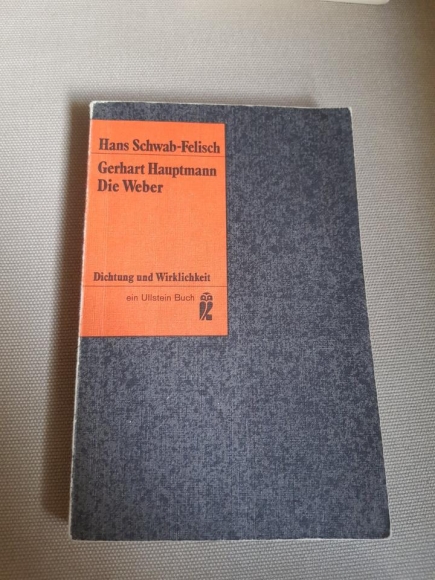 Hans Schwab-Felisch
Gerhart Hauptmann
Die Weber
Dichtung und Wirklichkeit
ein Ullstein Buch